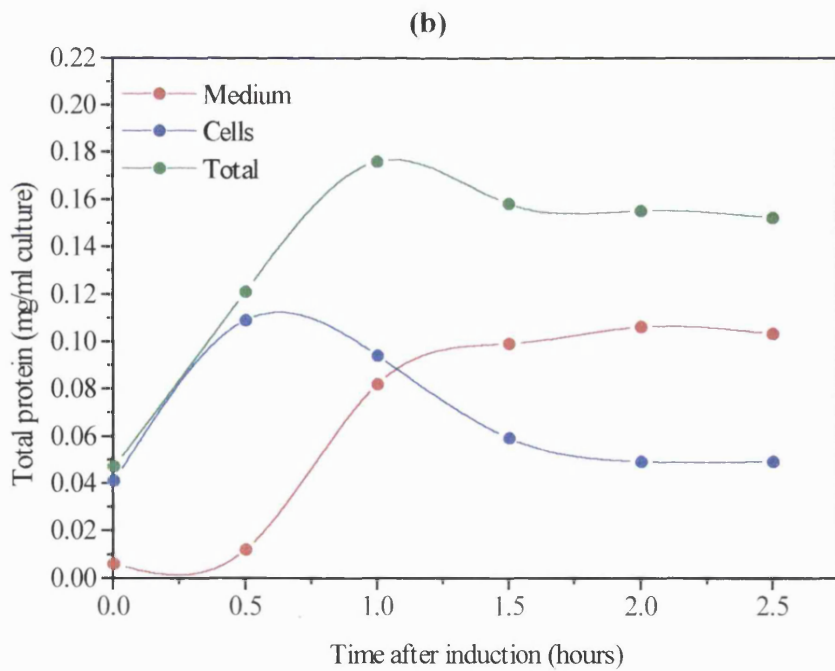 (b)
0.22
0.20
0.18
0.16
0.14
0.12
0.10
0.08
0.06
0.04
0.02
0.00
Total protein (mg/ml culture)
Medium
Cells
Total
0.0 0.5 1.0 1.5 2.0 2.5
Time after induction (hours)